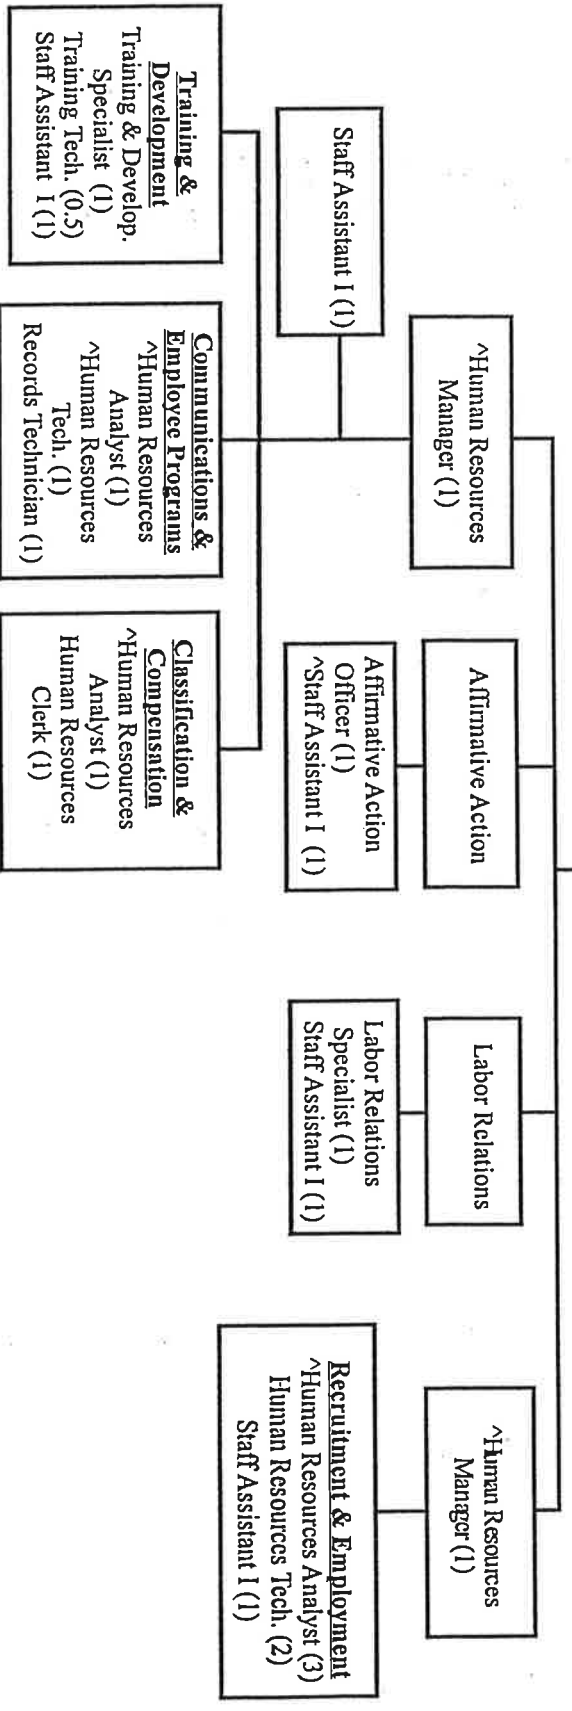 ^Human Resources
Manager (1)
Affirmative Action
Labor Relations
^Human Resources
Manager (1)
Staff Assistant I (1)
Affirmative Action
Officer (1)
^Staff Assistant I (1)
Labor Relations
Specialist (1)
Staff Assistant I (1)
Recruitment & Employment
^Human Resources Analyst (3)
Human Resources Tech. (2)
Staff Assistant I (1)
Training &
Development
Training & Develop.
Specialist (1)
Training Tech. (0.5)
Staff Assistant I (1)
Communications &
Employee Programs
^Human Resources
Analyst (1)
^Human Resources
Tech. (1)
Records Technician (1)
Classification &
Compensation
^Human Resources
Analyst (1)
Human Resources
Clerk (1)